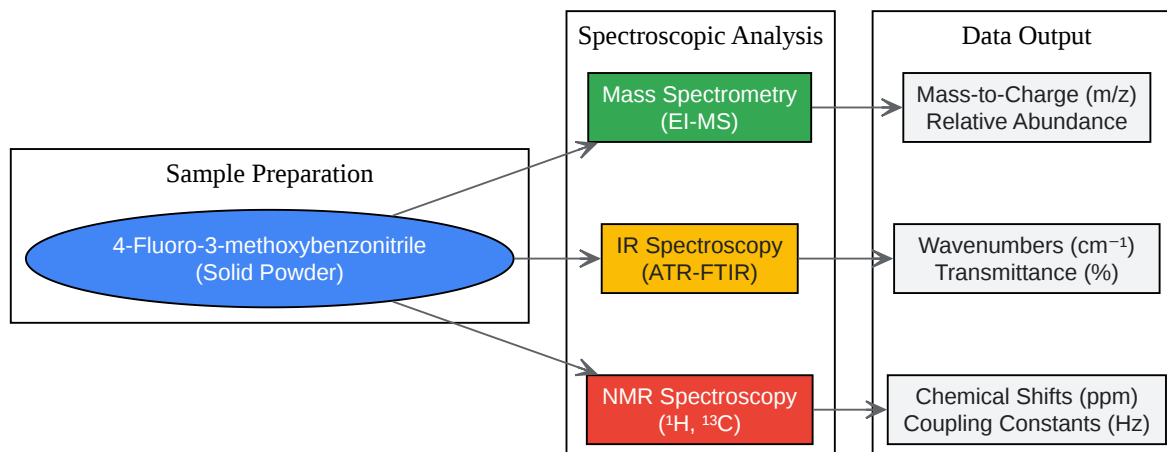 Sample Preparation
4-Fluoro-3-methoxybenzonitrile
(Solid Powder)
Spectroscopic Analysis
Mass Spectrometry
(EI-MS)
IR Spectroscopy
(ATR-FTIR)
NMR Spectroscopy
(¹H, ¹³C)
Data Output
Mass-to-Charge (m/z)
Relative Abundance
Wavenumbers (cm⁻¹)
Transmittance (%)
Chemical Shifts (ppm)
Coupling Constants (Hz)